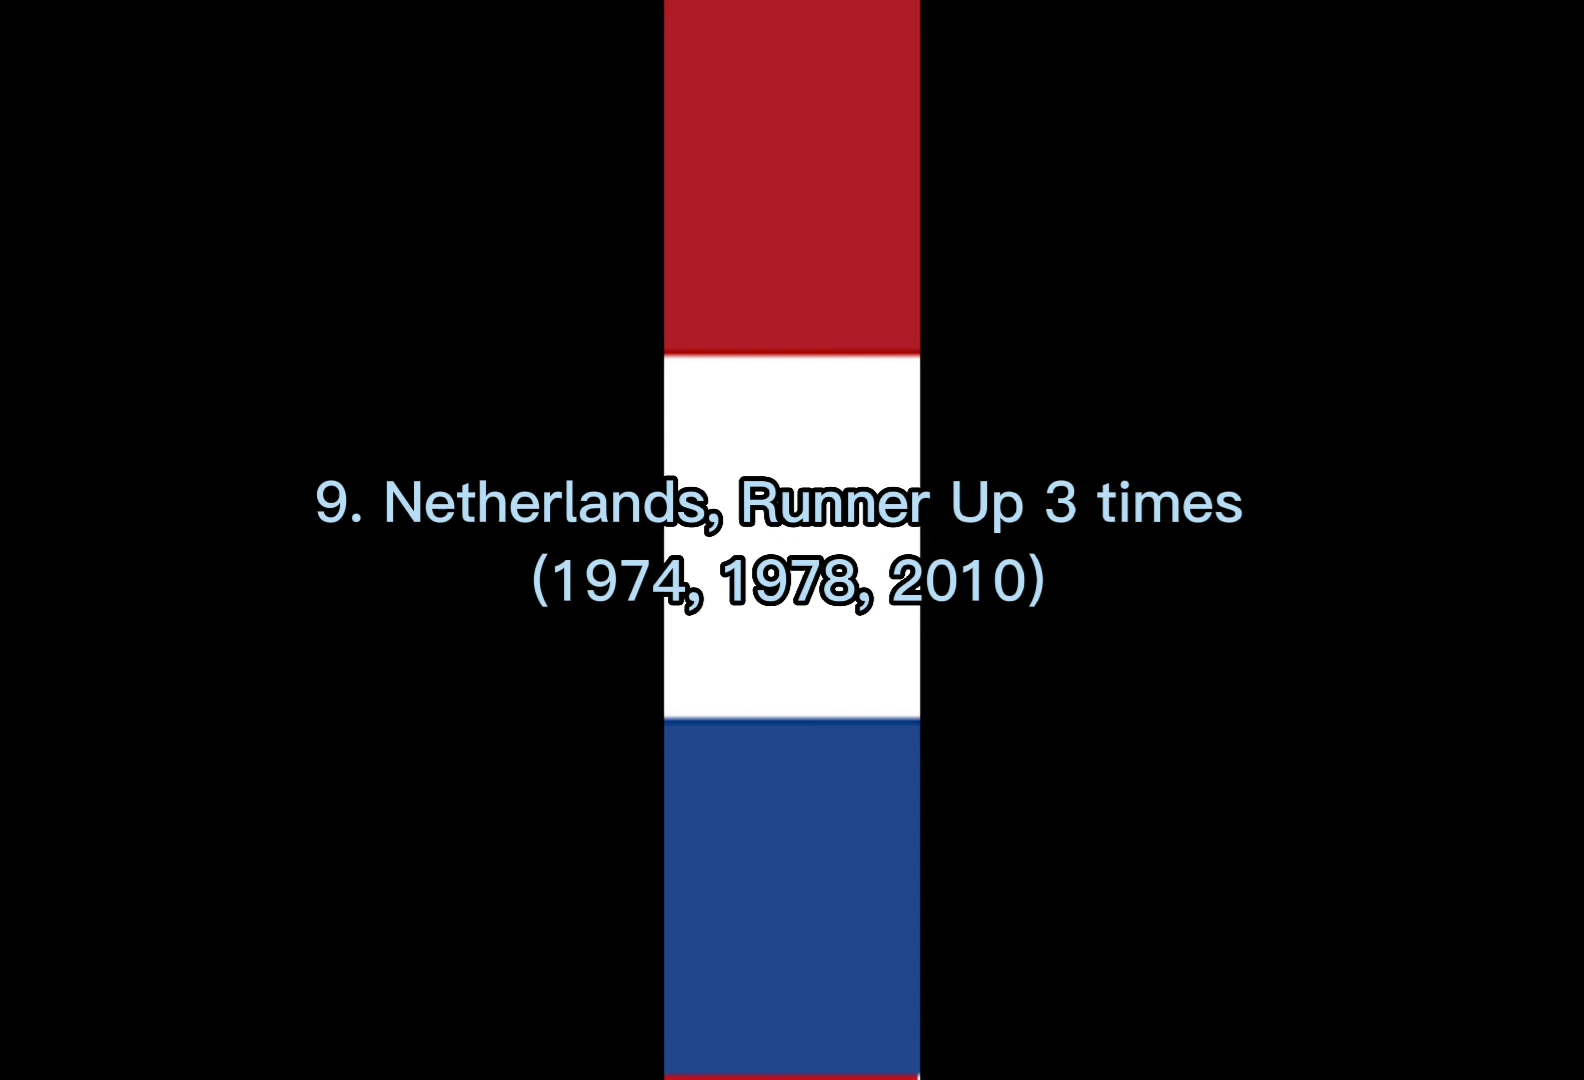 9. Netherlands, Runner Up 3 times
(1974, 1978, 2010)